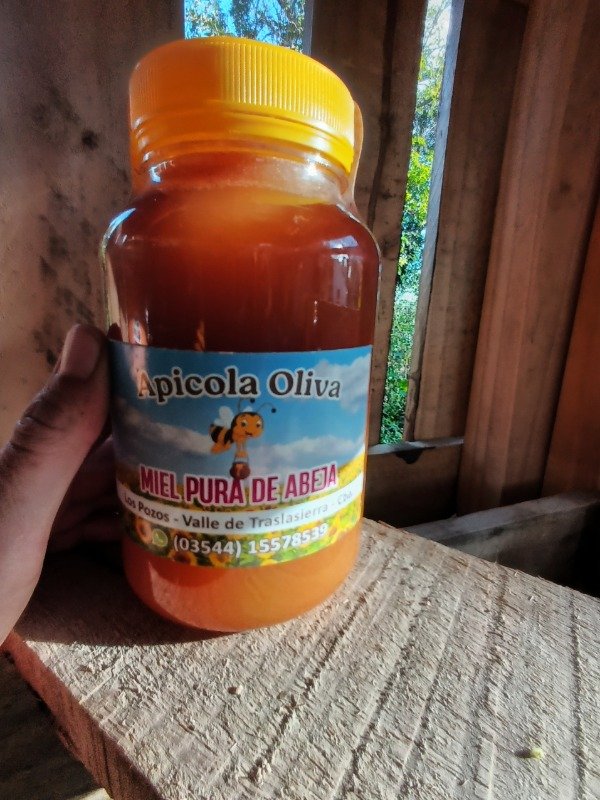 Apicola Oliva
MIEL PURA DE ABEJA
Los Pozos - Valle de Traslasierra - Cba
(03544) 15578539